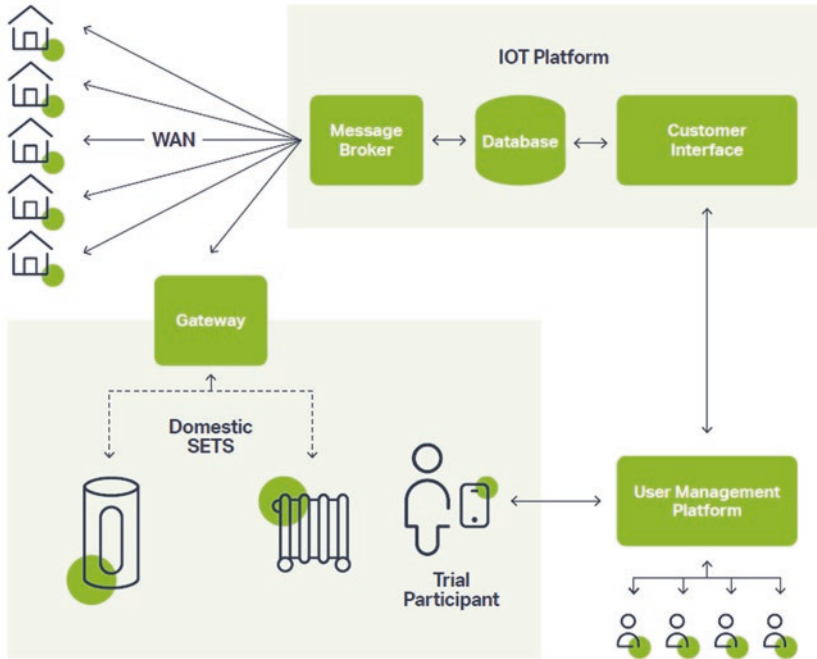 IOT Platform
Message
Broker
Database
Customer
Interface
WAN
Gateway
Domestic
SETS
User Management
Platform
Trial
Participant